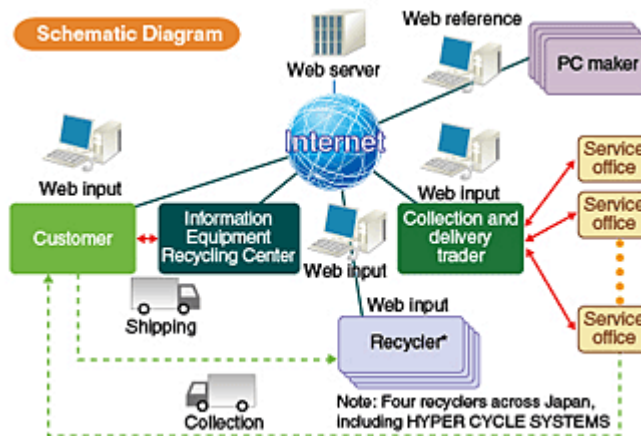 Schematic Diagram
Web server
Web reference
PC maker
Internet
Web input
Web input
Service
office
Service
office
Service
office
Customer
Information
Equipment
Recycling Center
Web input
Collection and
delivery
trader
Shipping
Web input
Recycler*
Collection
Note: Four recyclers across Japan,
including HYPER CYCLE SYSTEMS